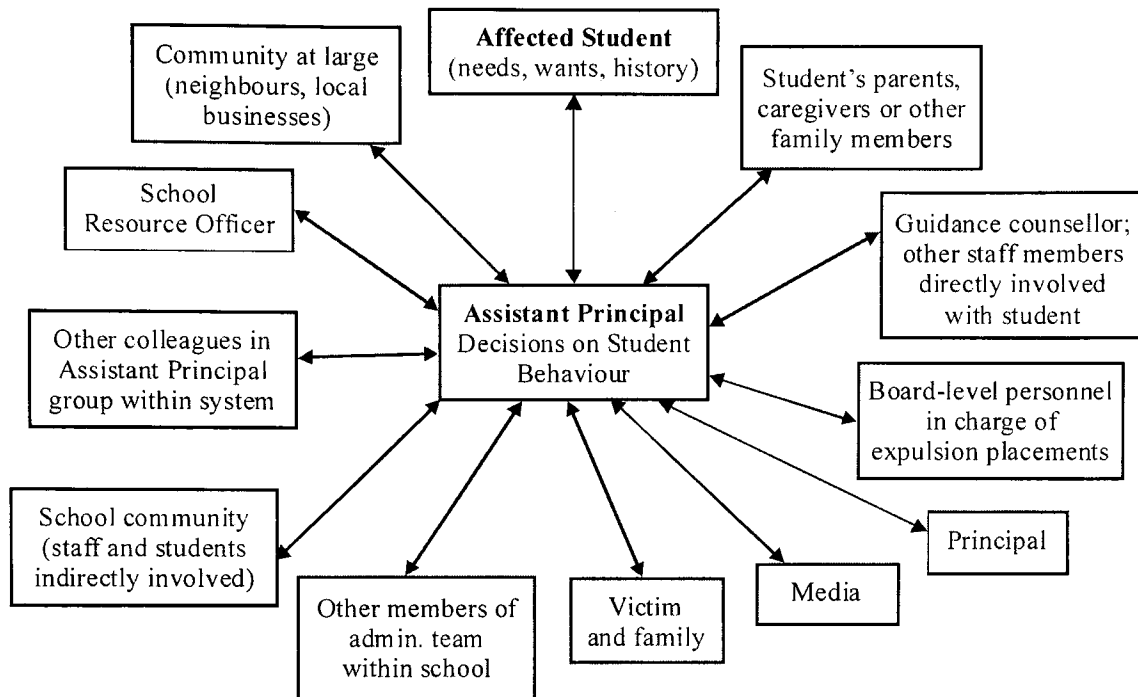 Community at large
(neighbours, local
businesses)
Affected Student
(needs, wants, history)
Student's parents,
caregivers or other
family members
School
Resource Officer
Guidance counsellor;
other staff members
directly involved
with student
Assistant Principal
Decisions on Student
Behaviour
Other colleagues in
Assistant Principal
group within system
Board-level personnel
in charge of
expulsion placements
School community
(staff and students
indirectly involved)
Principal
Media
Victim
and family
Other members of
admin. team
within school